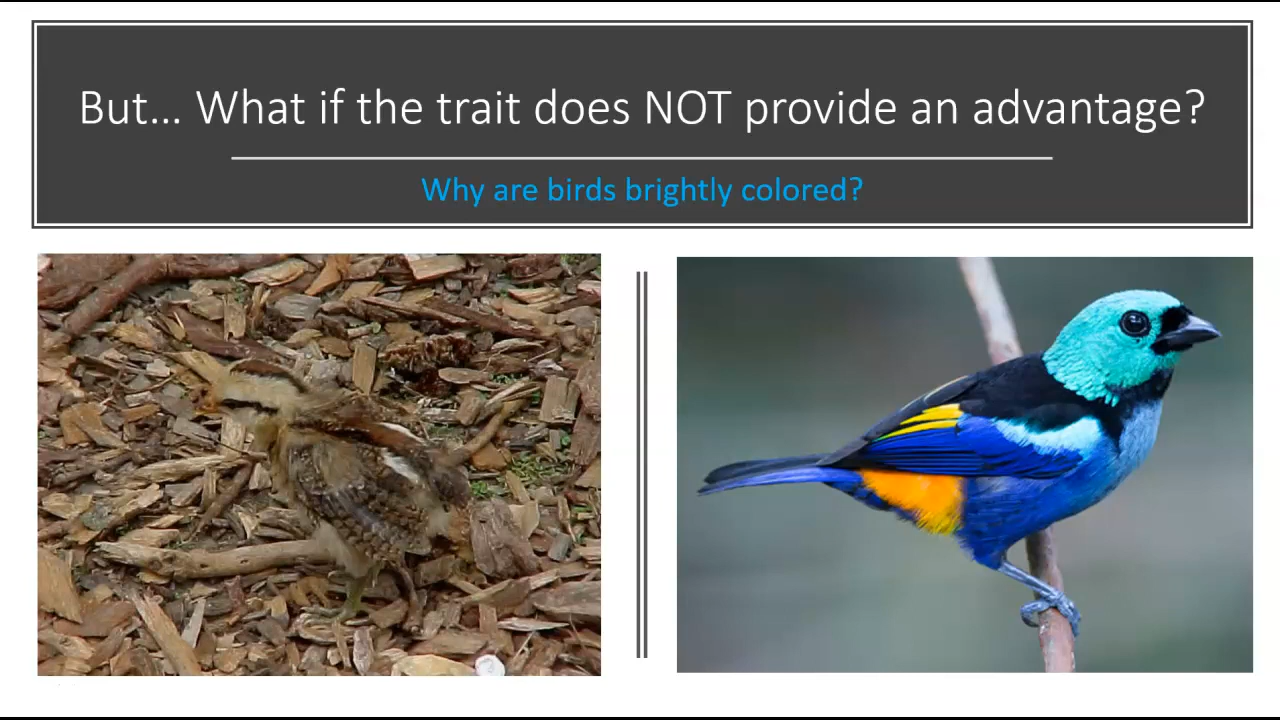 But... What if the trait does NOT provide an advantage?
Why are birds brightly colored?